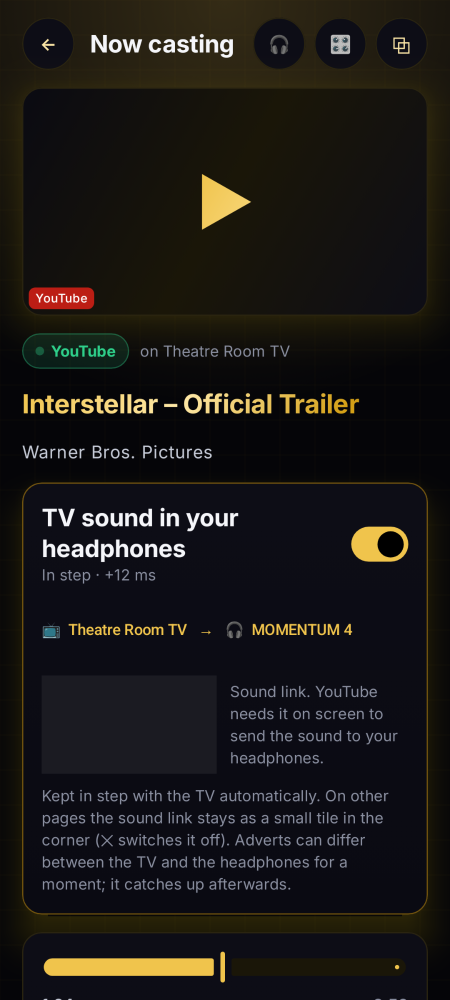 Now casting
YouTube
YouTube on Theatre Room TV
Interstellar – Official Trailer
Warner Bros. Pictures
TV sound in your
headphones
In step · +12 ms
Theatre Room TV → MOMENTUM 4
Sound link. YouTube
needs it on screen to
send the sound to your
headphones.
Kept in step with the TV automatically. On other
pages the sound link stays as a small tile in the
corner (✕ switches it off). Adverts can differ
between the TV and the headphones for a
moment; it catches up afterwards.